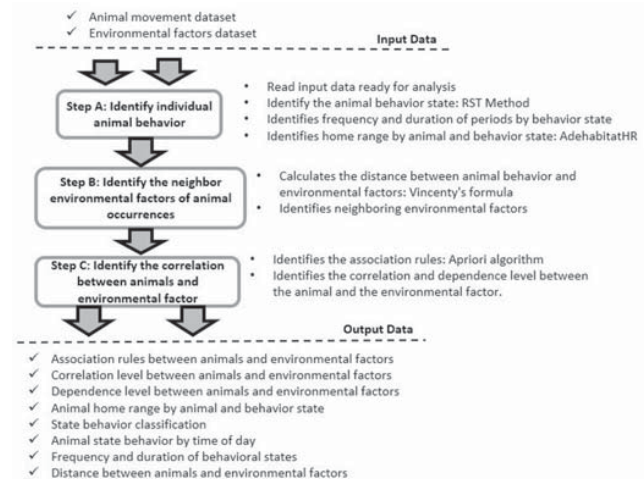 ✓ Animal movement dataset
✓ Environmental factors dataset
Input Data
Step A: Identify individual
animal behavior
• Read input data ready for analysis
• Identify the animal behavior state: RST Method
• Identifies frequency and duration of periods by behavior state
• Identifies home range by animal and behavior state: AdehabitatHR
Step B: Identify the neighbor
environmental factors of animal
occurrences
• Calculates the distance between animal behavior and
environmental factors: Vincenty's formula
• Identifies neighboring environmental factors
Step C: Identify the correlation
between animals and
environmental factor
• Identifies the association rules: Apriori algorithm
• Identifies the correlation and dependence level between
the animal and the environmental factor.
Output Data
✓ Association rules between animals and environmental factors
✓ Correlation level between animals and environmental factors
✓ Dependence level between animals and environmental factors
✓ Animal home range by animal and behavior state
✓ State behavior classification
✓ Animal state behavior by time of day
✓ Frequency and duration of behavioral states
✓ Distance between animals and environmental factors